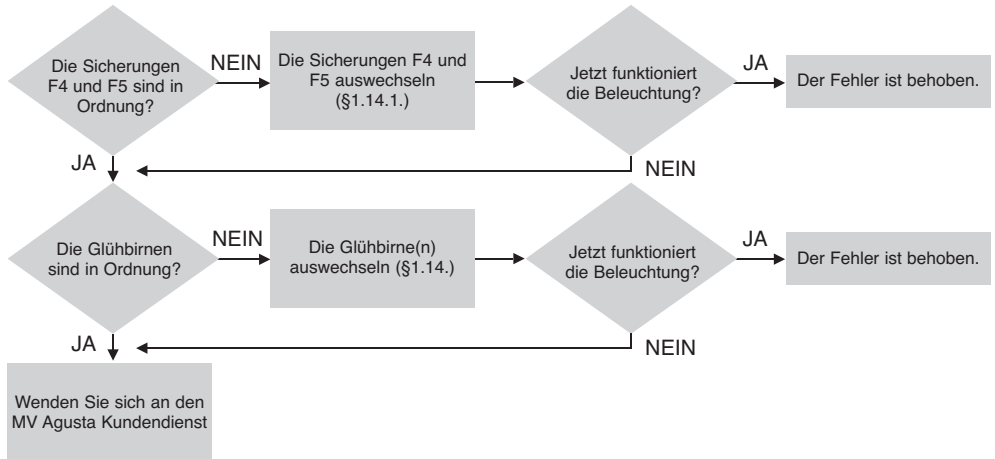 Die Sicherungen
F4 und F5 sind in
Ordnung?
NEIN
Die Sicherungen F4 und
F5 auswechseln
(§1.14.1.)
Jetzt funktioniert
die Beleuchtung?
JA
Der Fehler ist behoben.
JA
NEIN
Die Glühbirnen
sind in Ordnung?
NEIN
Die Glühbirne(n)
auswechseln (§1.14.)
Jetzt funktioniert
die Beleuchtung?
JA
Der Fehler ist behoben.
JA
NEIN
Wenden Sie sich an den
MV Agusta Kundendienst